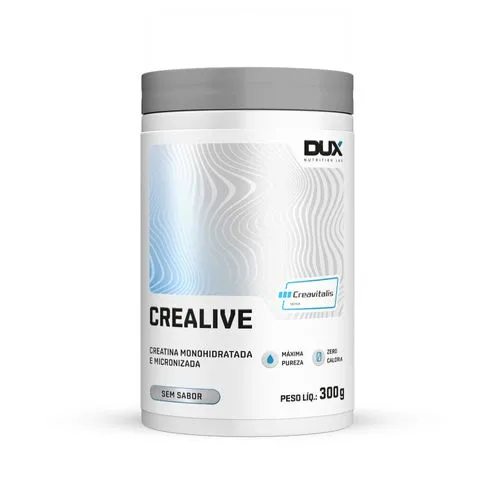 DUX
NUTRITION LAB
Creavitalis
CREALIVE
CREATINA MONOHIDRATADA
E MICRONIZADA
MÁXIMA
PUREZA
ZERO
CALORIA
SEM SABOR
PESO LÍQ.: 300g